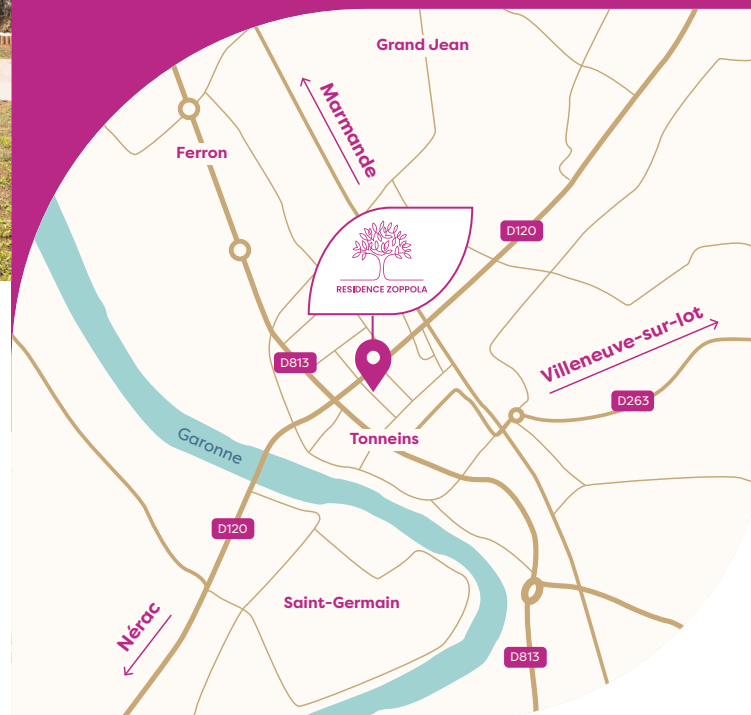 Grand Jean
Marmande
Ferron
D120
RESIDENCE ZOPPOLA
Villeneuve-sur-lot
D813
D263
Garonne
Tonneins
D120
Saint-Germain
Nérac
D813